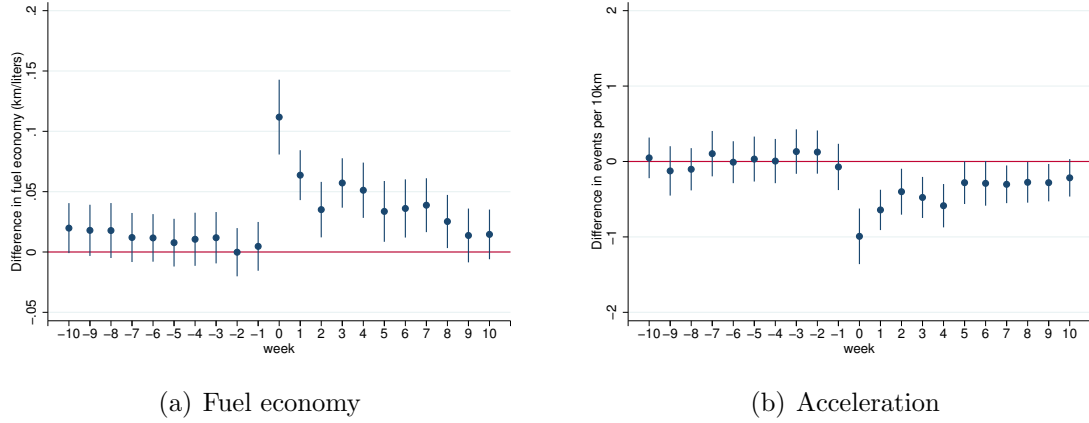 Difference in fuel economy (km/liters)
.2
.15
.1
.05
0
-.05
−10 −9 −8 −7 −6 −5 −4 −3 −2 −1 0 1 2 3 4 5 6 7 8 9 10
week
(a) Fuel economy
Difference in events per 10km
2
1
0
−1
−2
−10 −9 −8 −7 −6 −5 −4 −3 −2 −1 0 1 2 3 4 5 6 7 8 9 10
week
(b) Acceleration